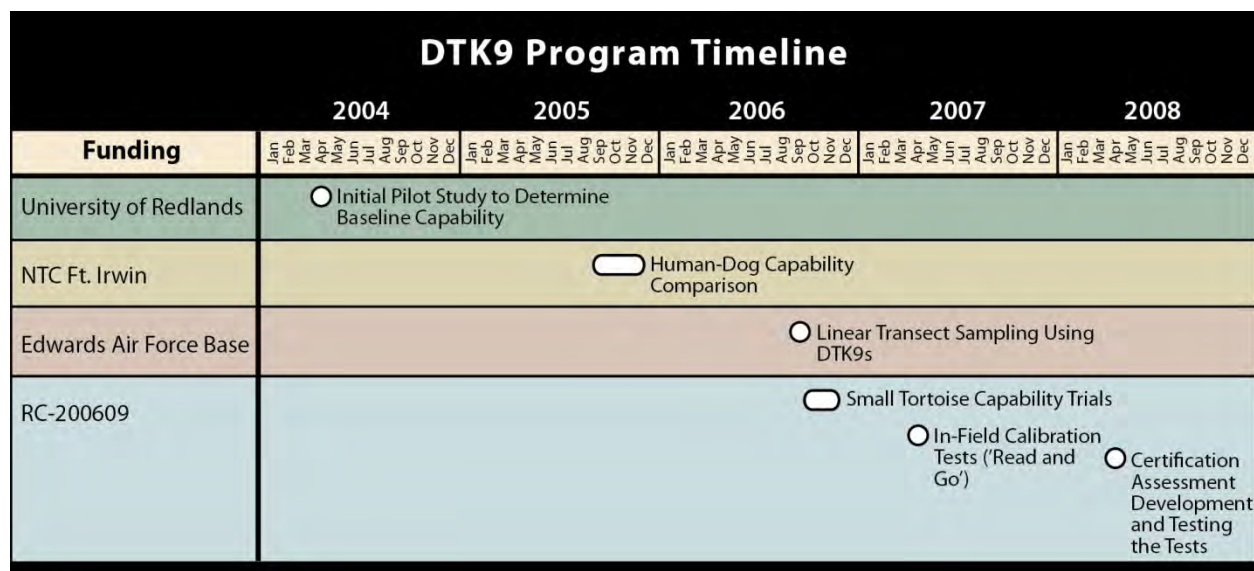 DTK9 Program Timeline
2004 2005 2006 2007 2008
Funding Jan Feb Mar Apr May Jun Jul Aug Sep Oct Nov Dec Jan Feb Mar Apr May Jun Jul Aug Sep Oct Nov Dec Jan Feb Mar Apr May Jun Jul Aug Sep Oct Nov Dec Jan Feb Mar Apr May Jun Jul Aug Sep Oct Nov Dec Jan Feb Mar Apr May Jun Jul Aug Sep Oct Nov Dec
University of Redlands
Initial Pilot Study to Determine
Baseline Capability
NTC Ft. Irwin
Human-Dog Capability
Comparison
Edwards Air Force Base
Linear Transect Sampling Using
DTK9s
RC-200609
Small Tortoise Capability Trials
In-Field Calibration
Tests ('Read and
Go')
Certification
Assessment
Development
and Testing
the Tests